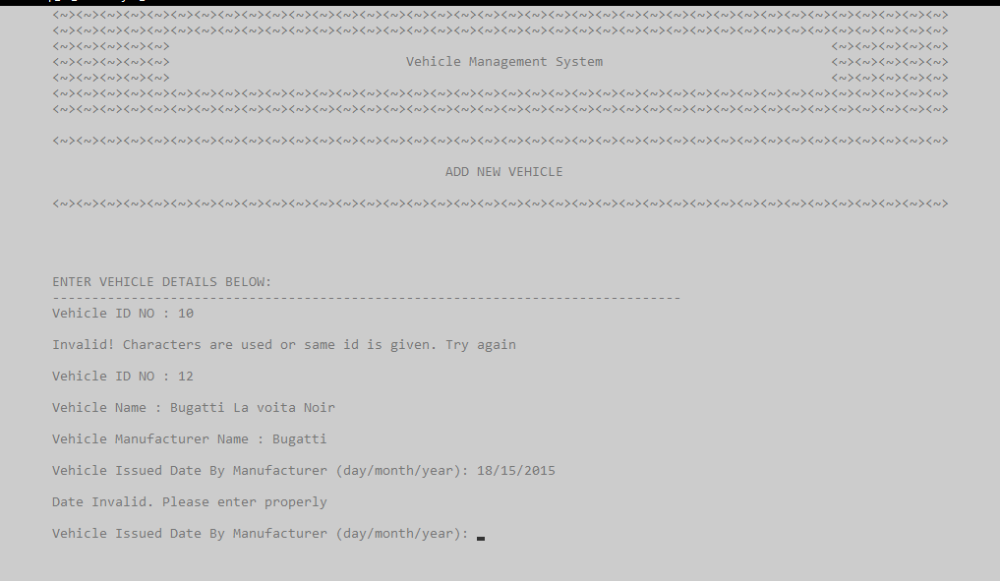 <~><~><~><~><~><~><~><~><~><~><~><~><~><~><~><~><~><~><~><~><~><~><~><~><~><~><~><~><~><~><~><~><~><~><~><~><~><~>
<~><~><~><~><~><~><~><~><~><~><~><~><~><~><~><~><~><~><~><~><~><~><~><~><~><~><~><~><~><~><~><~><~><~><~><~><~><~>
<~><~><~><~><~> <~><~><~><~><~>
<~><~><~><~><~> Vehicle Management System <~><~><~><~><~>
<~><~><~><~><~> <~><~><~><~><~>
<~><~><~><~><~><~><~><~><~><~><~><~><~><~><~><~><~><~><~><~><~><~><~><~><~><~><~><~><~><~><~><~><~><~><~><~><~><~>
<~><~><~><~><~><~><~><~><~><~><~><~><~><~><~><~><~><~><~><~><~><~><~><~><~><~><~><~><~><~><~><~><~><~><~><~><~><~>
<~><~><~><~><~><~><~><~><~><~><~><~><~><~><~><~><~><~><~><~><~><~><~><~><~><~><~><~><~><~><~><~><~><~><~><~><~><~>
ADD NEW VEHICLE
<~><~><~><~><~><~><~><~><~><~><~><~><~><~><~><~><~><~><~><~><~><~><~><~><~><~><~><~><~><~><~><~><~><~><~><~><~><~>
ENTER VEHICLE DETAILS BELOW:
--------------------------------------------------------------------------------
Vehicle ID NO : 10
Invalid! Characters are used or same id is given. Try again
Vehicle ID NO : 12
Vehicle Name : Bugatti La voita Noir
Vehicle Manufacturer Name : Bugatti
Vehicle Issued Date By Manufacturer (day/month/year): 18/15/2015
Date Invalid. Please enter properly
Vehicle Issued Date By Manufacturer (day/month/year):